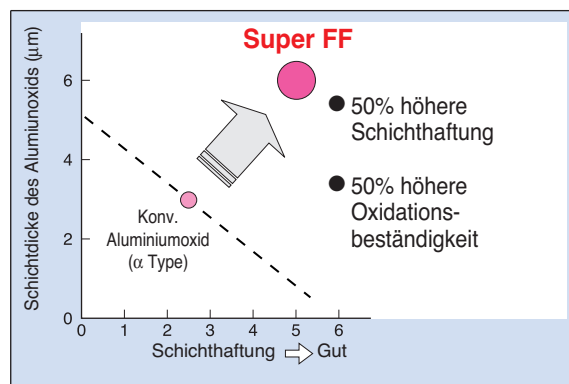 Super FF
Schichtdicke des Alumiunoxids (μm)
6
4
2
0
50% höhere
Schichthaftung
50% höhere
Oxidations-
beständigkeit
Konv.
Aluminiumoxid
(α Type)
0 1 2 3 4 5 6
Schichthaftung ⇨ Gut